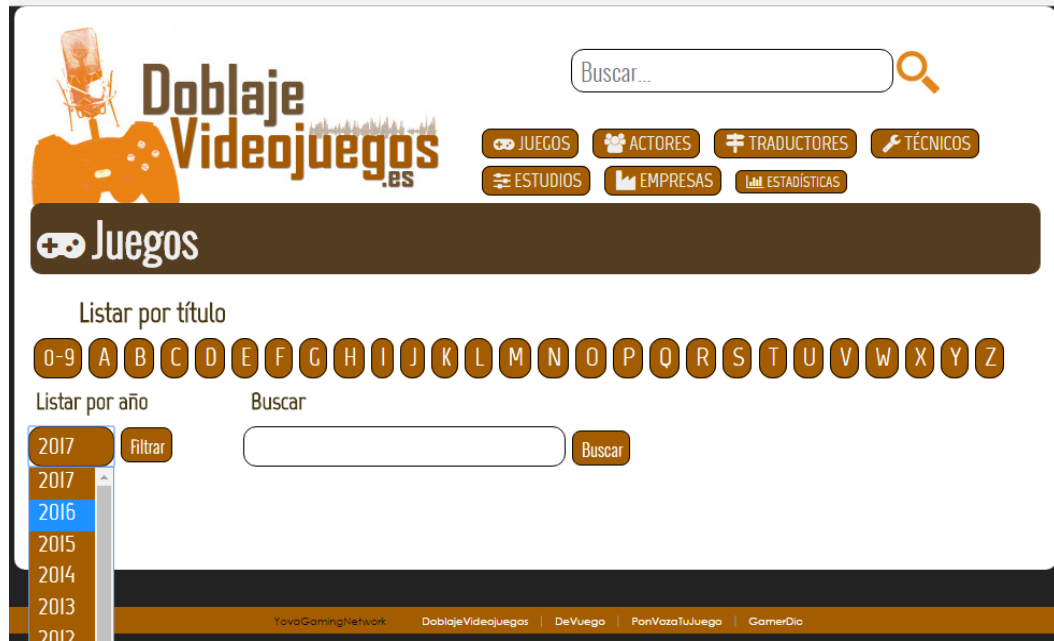 Doblaje
Videojuegos
.es
Buscar...
JUEGOS ACTORES TRADUCTORES TÉCNICOS
ESTUDIOS EMPRESAS ESTADÍSTICAS
Juegos
Listar por título
0-9 A B C D E F G H I J K L M N O P Q R S T U V W X Y Z
Listar por año Buscar
2017 Filtrar Buscar
2017
2016
2015
2014
2013
2012
YovaGamingNetwork DoblajeVideojuegos | DeVuego | PonVozaTuJuego | GamerDic